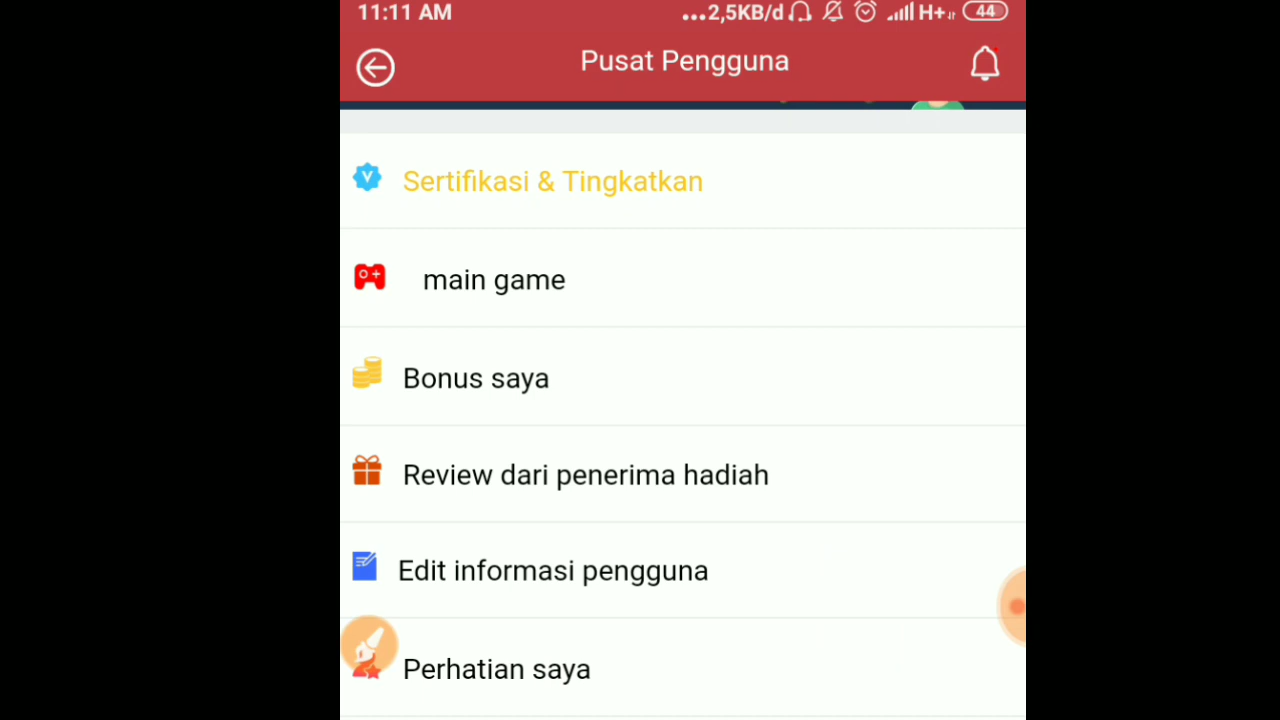 11:11 AM ...2,5KB/d H+ 44
Pusat Pengguna
Sertifikasi & Tingkatkan
main game
Bonus saya
Review dari penerima hadiah
Edit informasi pengguna
Perhatian saya